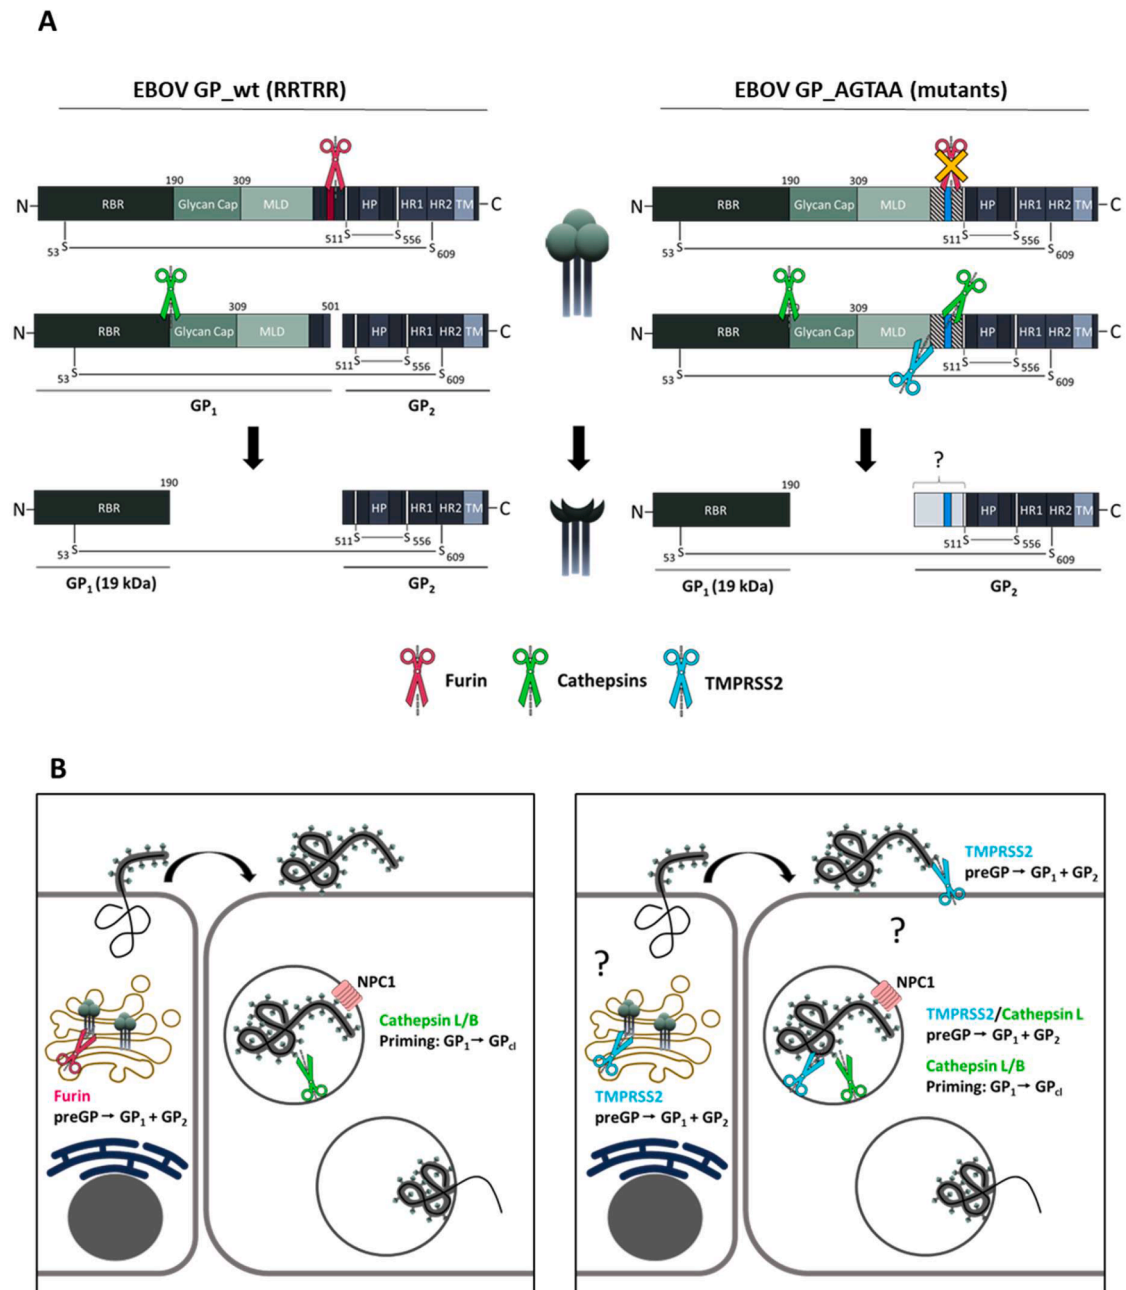 A
EBOV GP_wt (RRTRR)
EBOV GP_AGTAA (mutants)
190 309
N- RBR Glycan Cap MLD HP HR1 HR2 TM -C
53 S 511 S S 556 S 609
190 309
N- RBR Glycan Cap MLD HP HR1 HR2 TM -C
53 S 511 S S 556 S 609
309 501
N- RBR Glycan Cap MLD HP HR1 HR2 TM C
53 S 511 S S 556 S 609
GP1 GP2
309
N- RBR Glycan Cap MLD HP HR1 HR2 TM C
53 S 511 S S 556 S 609
190
N- RBR HP HR1 HR2 TM C
53 S 511 S S 556 S 609
GP1 (19 kDa) GP2
190 ?
N- RBR HP HR1 HR2 TM C
53 S 511 S S 556 S 609
GP1 (19 kDa) GP2
Furin Cathepsins TMPRSS2
B
NPC1
Cathepsin L/B
Priming: GP1 → GPcl
Furin
preGP → GP1 + GP2
TMPRSS2
preGP → GP1 + GP2
?
?
NPC1
TMPRSS2/Cathepsin L
preGP → GP1 + GP2
Cathepsin L/B
Priming: GP1 → GPcl
TMPRSS2
preGP → GP1 + GP2